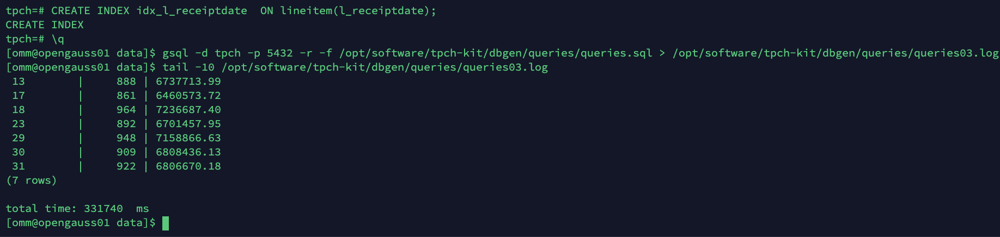 tpch=# CREATE INDEX idx_l_receiptdate  ON lineitem(l_receiptdate);
CREATE INDEX
tpch=# \q
[omm@opengauss01 data]$ gsql -d tpch -p 5432 -r -f /opt/software/tpch-kit/dbgen/queries/queries.sql > /opt/software/tpch-kit/dbgen/queries/queries03.log
[omm@opengauss01 data]$ tail -10 /opt/software/tpch-kit/dbgen/queries/queries03.log
 13        |     888 | 6737713.99
 17        |     861 | 6460573.72
 18        |     964 | 7236687.40
 23        |     892 | 6701457.95
 29        |     948 | 7158866.63
 30        |     909 | 6808436.13
 31        |     922 | 6806670.18
(7 rows)
total time: 331740  ms
[omm@opengauss01 data]$